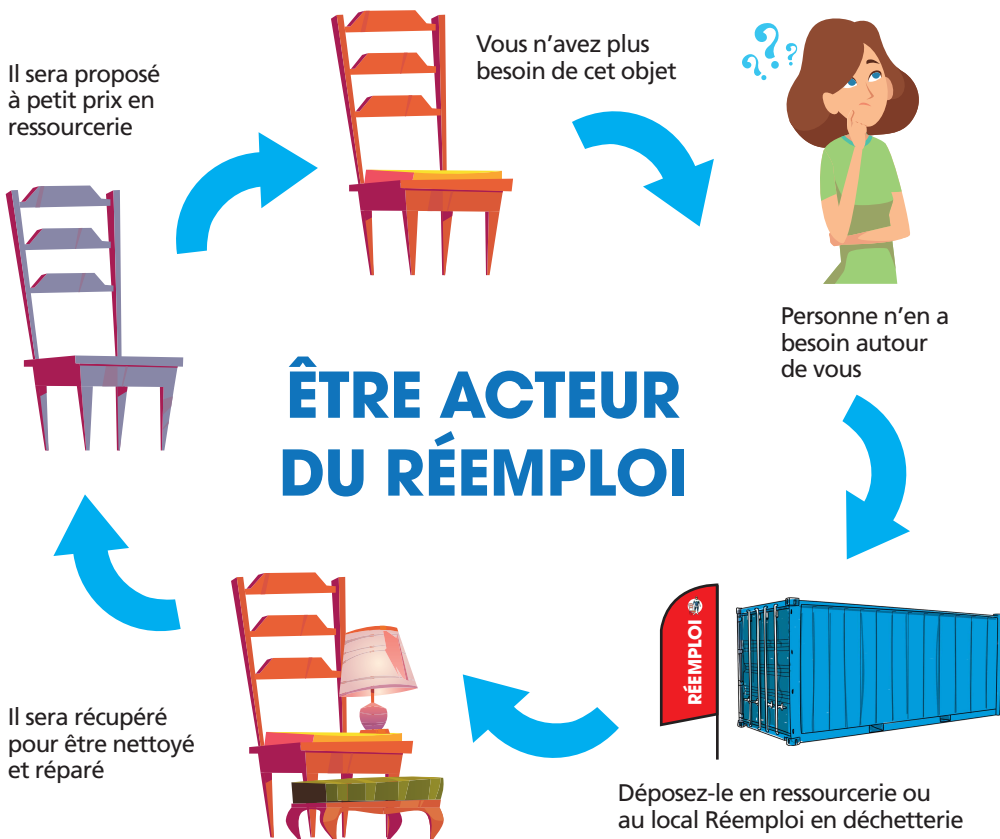 Vous n’avez plus
besoin de cet objet
Personne n’en a
besoin autour
de vous
RÉEMPLOI
Déposez-le en ressourcerie ou
au local Réemploi en déchetterie
Il sera récupéré
pour être nettoyé
et réparé
Il sera proposé
à petit prix en
ressourcerie
ÊTRE ACTEUR
DU RÉEMPLOI